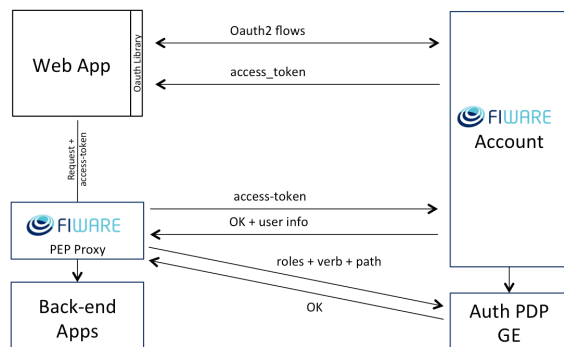 Oauth2 flows
Web App
Oauth Library
access_token
FIWARE
Account
Request +
access-token
access-token
FIWARE
PEP Proxy
OK + user info
roles + verb + path
OK
Back-end
Apps
Auth PDP
GE